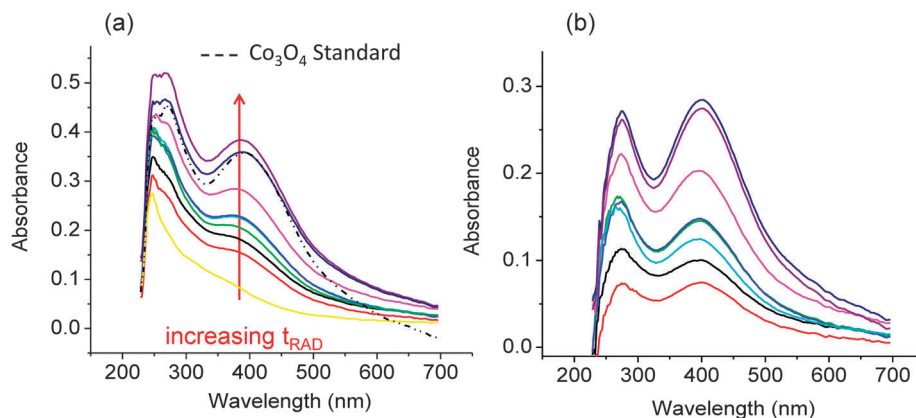 (a)
--- Co₃O₄ Standard
Absorbance
0.5
0.4
0.3
0.2
0.1
0.0
increasing t_RAD
200 300 400 500 600 700
Wavelength (nm)
(b)
Absorbance
0.3
0.2
0.1
0.0
200 300 400 500 600 700
Wavelength (nm)